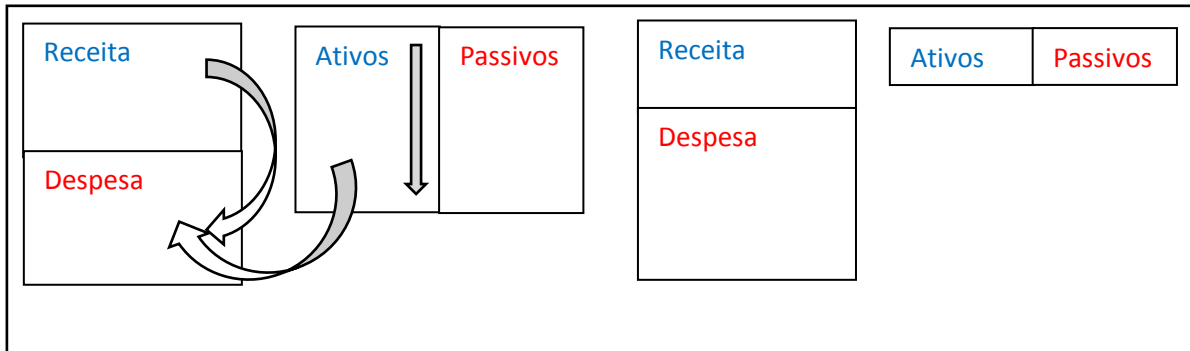 Receita
Despesa
Ativos
Passivos
Receita
Despesa
Ativos
Passivos